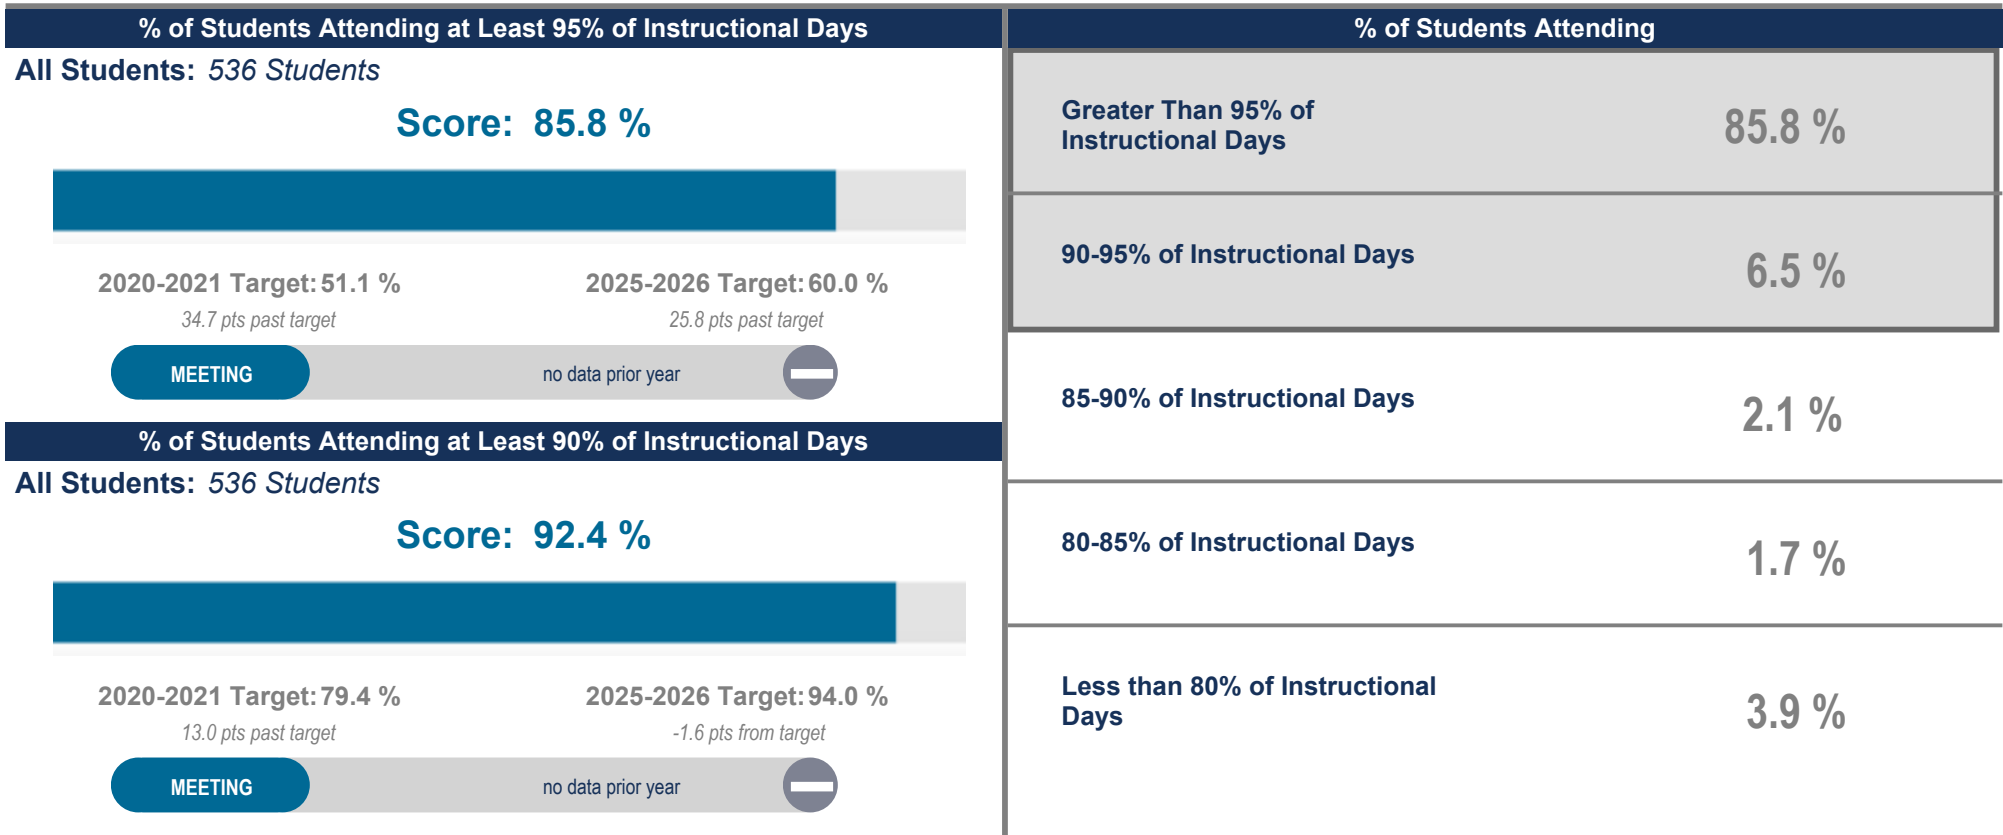 % of Students Attending at Least 95% of Instructional Days
All Students: 536 Students
Score: 85.8 %
2020-2021 Target: 51.1 %
34.7 pts past target
2025-2026 Target: 60.0 %
25.8 pts past target
MEETING
no data prior year
% of Students Attending at Least 90% of Instructional Days
All Students: 536 Students
Score: 92.4 %
2020-2021 Target: 79.4 %
13.0 pts past target
2025-2026 Target: 94.0 %
-1.6 pts from target
MEETING
no data prior year
% of Students Attending
Greater Than 95% of
Instructional Days
85.8 %
90-95% of Instructional Days
6.5 %
85-90% of Instructional Days
2.1 %
80-85% of Instructional Days
1.7 %
Less than 80% of Instructional
Days
3.9 %